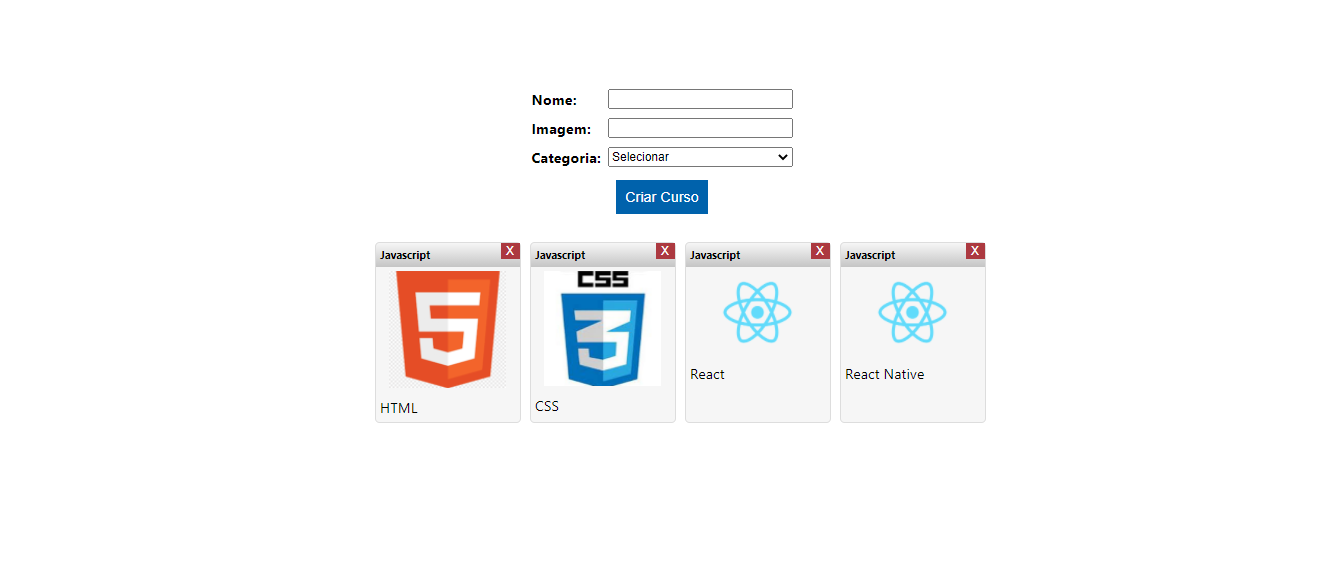 Nome:
Imagem:
Categoria: Selecionar
Criar Curso
Javascript X
5
HTML
Javascript X
CSS
3
CSS
Javascript X
React
Javascript X
React Native